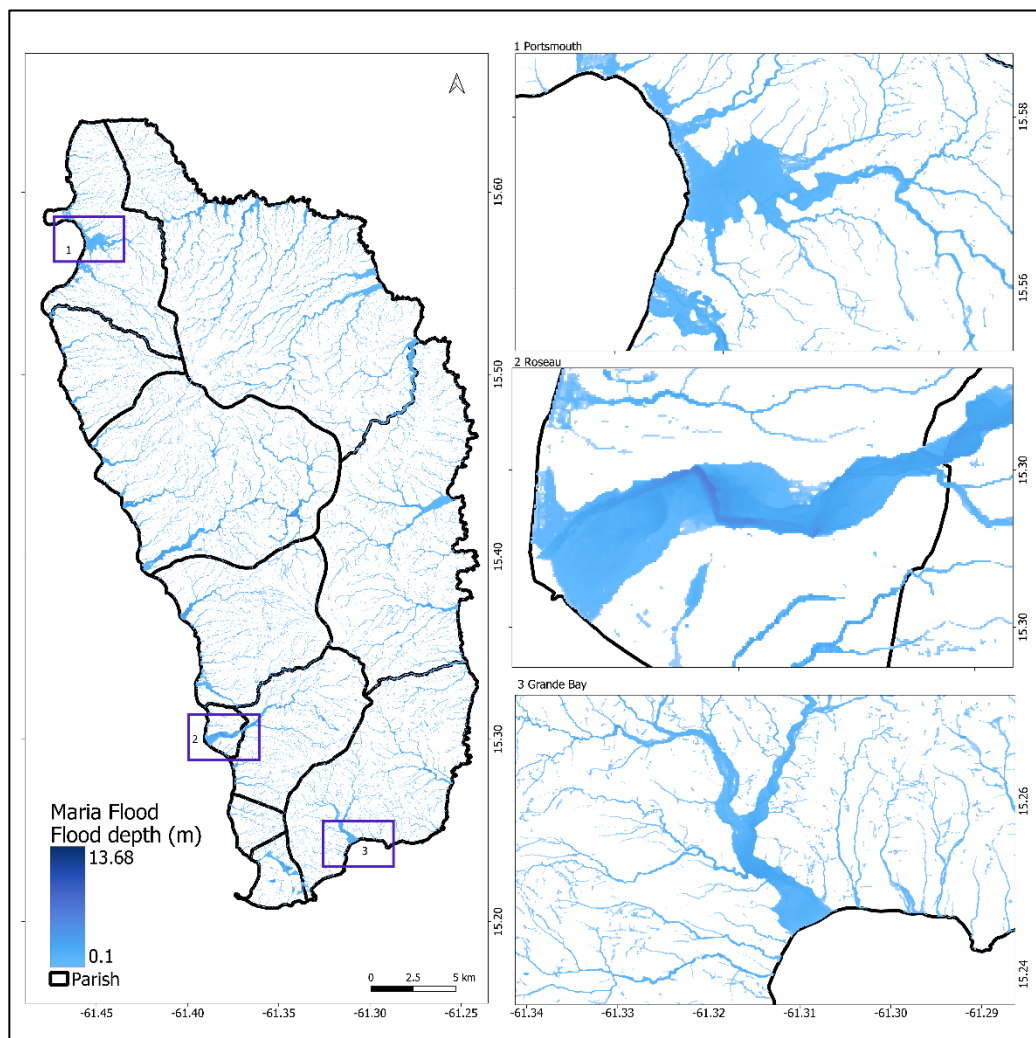 1 Portsmouth
15.58
15.56
15.60
15.50
15.40
15.30
15.20
1
2
3
2 Roseau
15.30
15.30
3 Grande Bay
15.26
15.24
Maria Flood
Flood depth (m)
13.68
0.1
Parish
0 2.5 5 km
-61.45 -61.40 -61.35 -61.30 -61.25
-61.34 -61.33 -61.32 -61.31 -61.30 -61.29